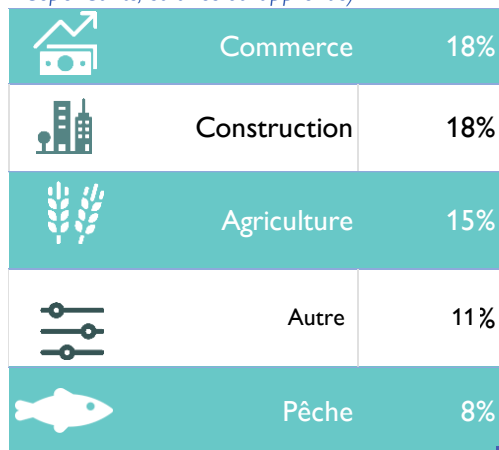 Commerce 18%
Construction 18%
Agriculture 15%
Autre 11%
Pêche 8%